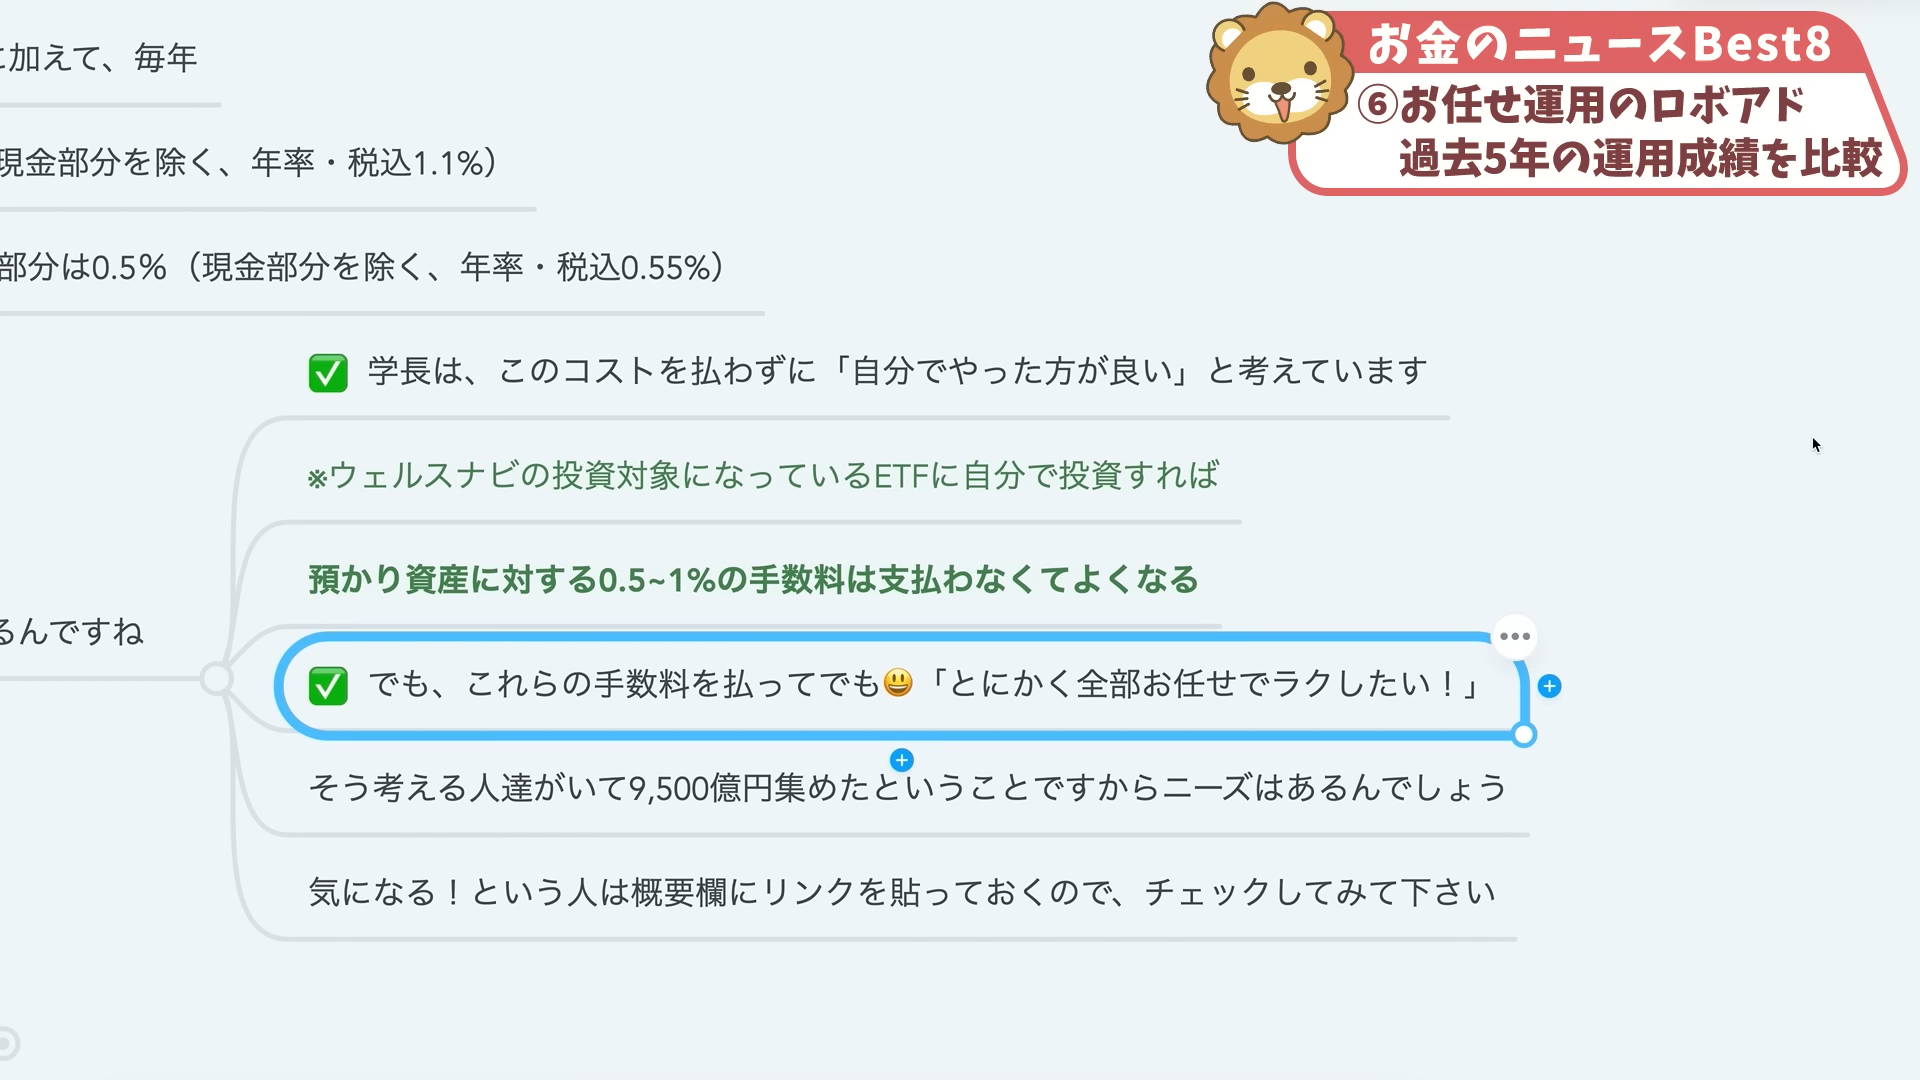 お金のニュースBest8
⑥お任せ運用のロボアド
過去5年の運用成績を比較
に加えて、毎年
現金部分を除く、年率・税込1.1%）
部分は0.5%（現金部分を除く、年率・税込0.55%）
✅ 学長は、このコストを払わずに「自分でやった方が良い」と考えています
※ウェルスナビの投資対象になっているETFに自分で投資すれば
預かり資産に対する0.5~1%の手数料は支払わなくてよくなる
るんですね
✅ でも、これらの手数料を払ってでも😃「とにかく全部お任せでラクしたい！」
そう考える人達がいて9,500億円集めたということですからニーズはあるんでしょう
気になる！という人は概要欄にリンクを貼っておくので、チェックしてみて下さい